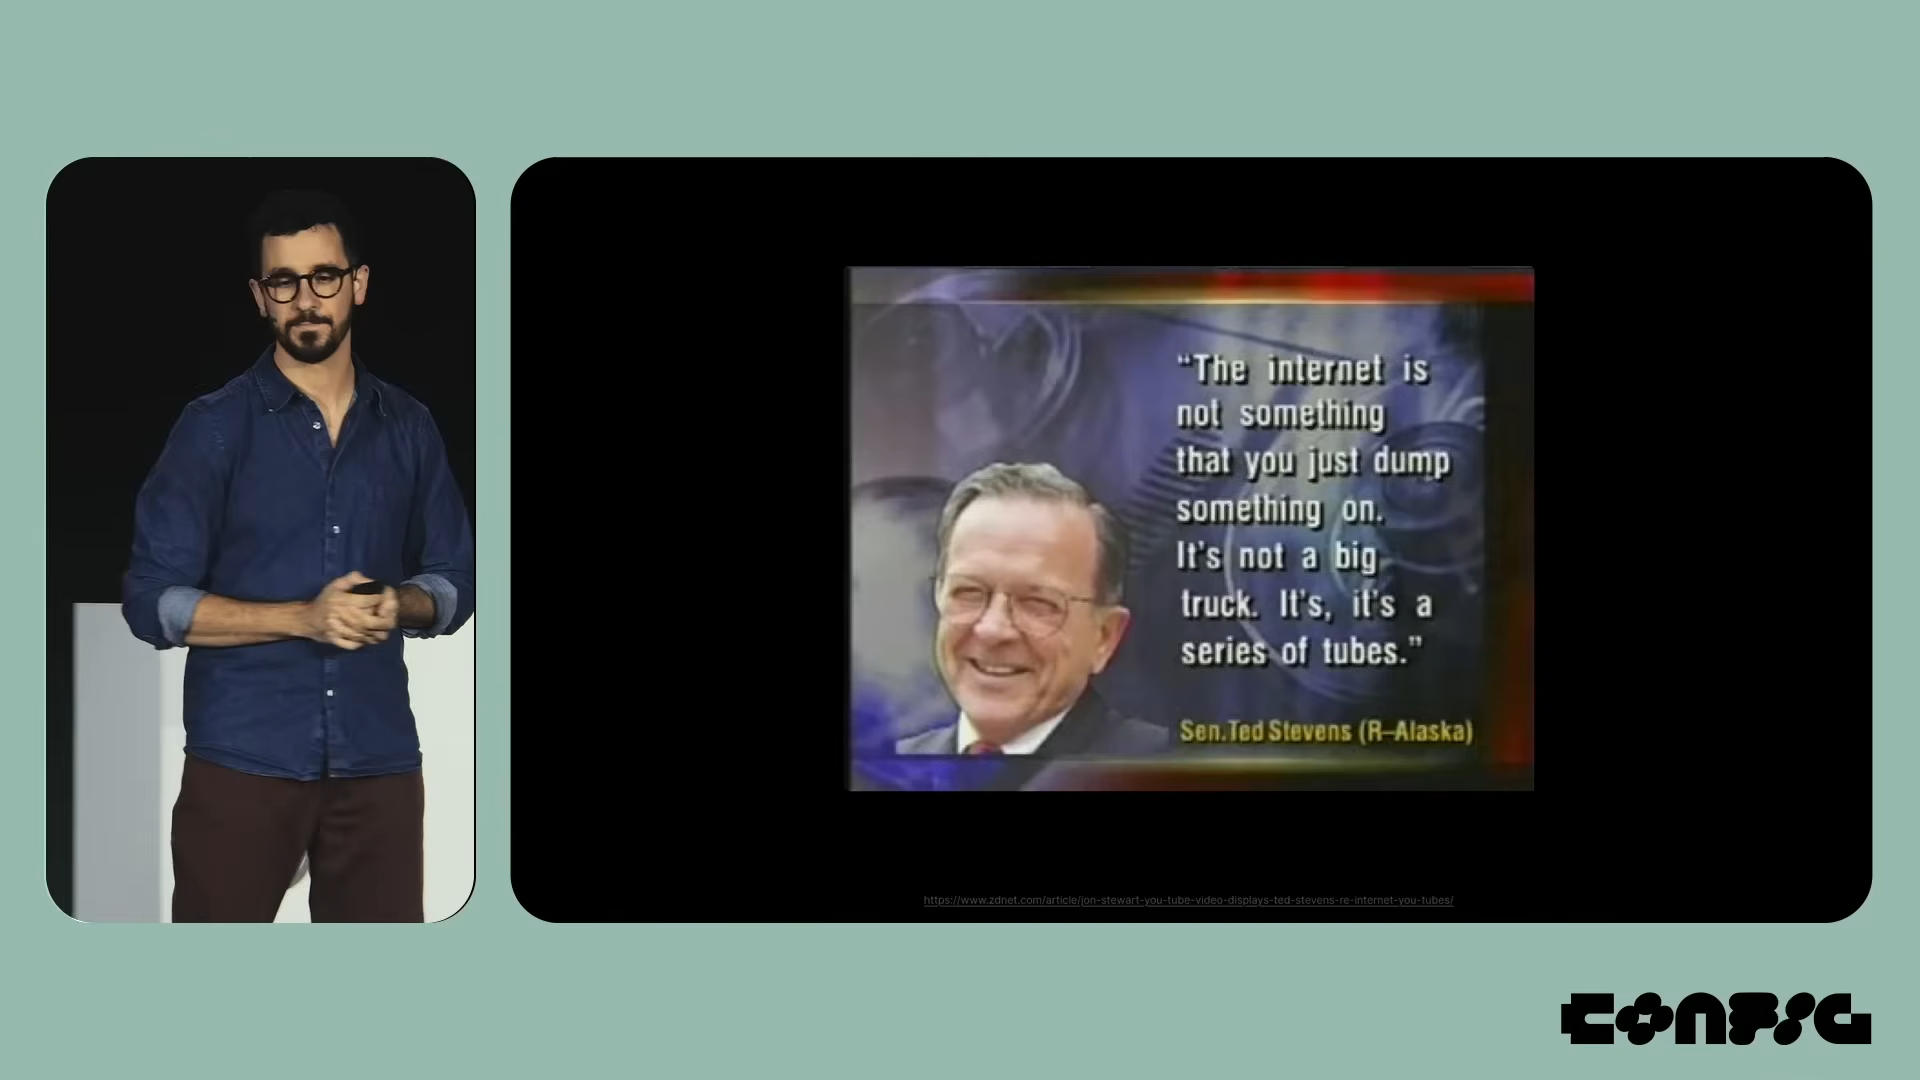 “The internet is
not something
that you just dump
something on.
It’s not a big
truck. It’s, it’s a
series of tubes.”
Sen.Ted Stevens (R–Alaska)
https://www.zdnet.com/article/jon-stewart-you-tube-video-displays-ted-stevens-re-internet-you-tubes/
CONFIG